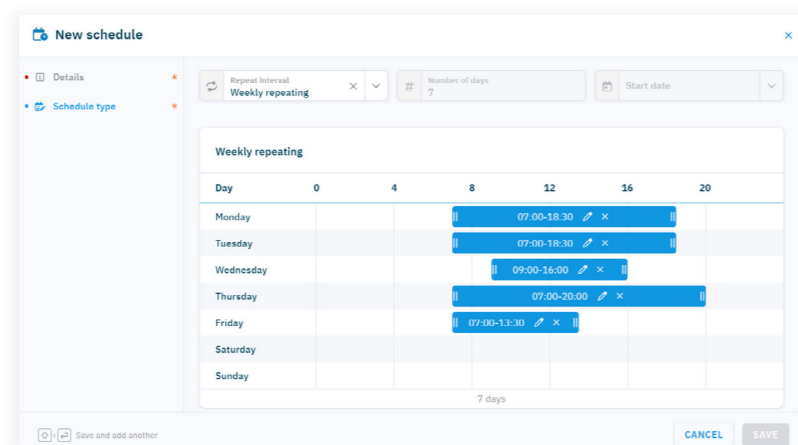 New schedule
Details *
Schedule type *
Repeat interval
Weekly repeating
Number of days
7
Start date
Weekly repeating
Day 0 4 8 12 16 20
Monday 07:00-18:30
Tuesday 07:00-18:30
Wednesday 09:00-16:00
Thursday 07:00-20:00
Friday 07:00-13:30
Saturday
Sunday
7 days
Save and add another
CANCEL SAVE